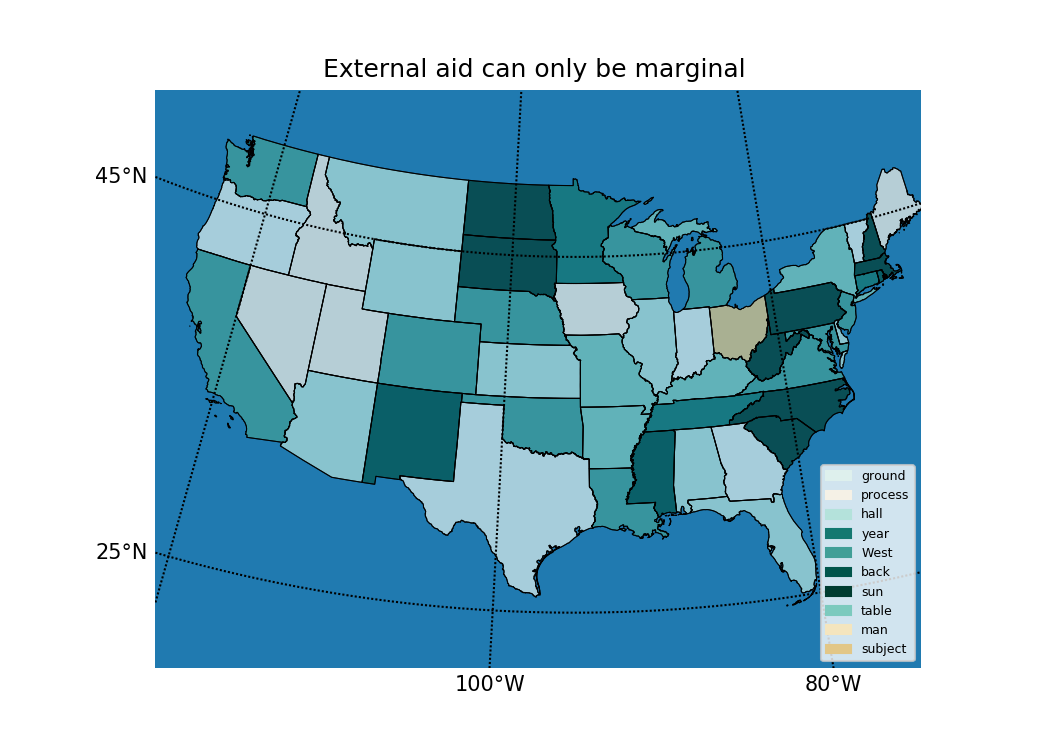 External aid can only be marginal
45°N
25°N
100°W
80°W
ground
process
hall
year
West
back
sun
table
man
subject